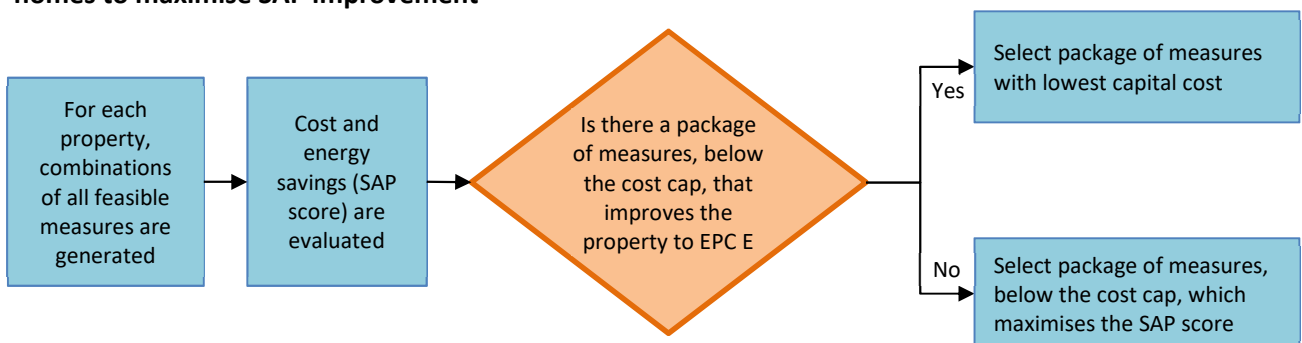 homes to maximise SAP improvement
For each
property,
combinations
of all feasible
measures are
generated
Cost and
energy
savings (SAP
score) are
evaluated
Is there a package
of measures, below
the cost cap, that
improves the
property to EPC E
Yes
Select package of measures
with lowest capital cost
No
Select package of measures,
below the cost cap, which
maximises the SAP score